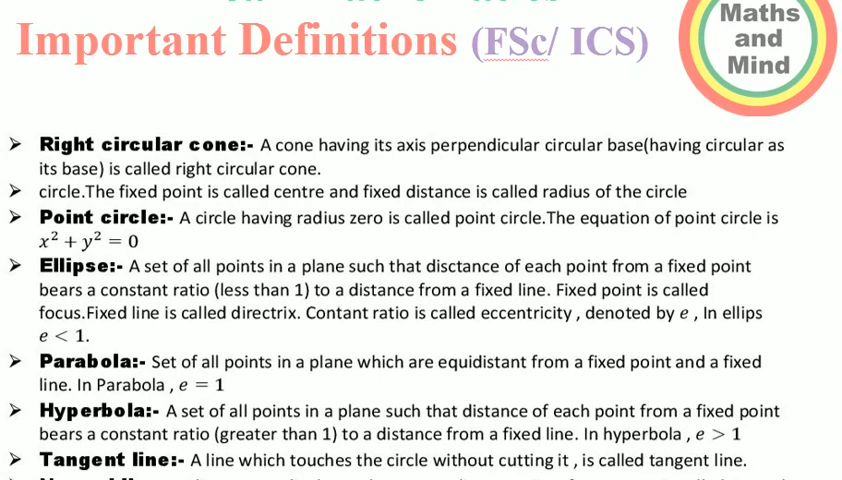 Important Definitions (FSc/ ICS)
Maths
and
Mind
➢ Right circular cone:- A cone having its axis perpendicular circular base(having circular as
its base) is called right circular cone.
➢ circle.The fixed point is called centre and fixed distance is called radius of the circle
➢ Point circle:- A circle having radius zero is called point circle.The equation of point circle is
x² + y² = 0
➢ Ellipse:- A set of all points in a plane such that disctance of each point from a fixed point
bears a constant ratio (less than 1) to a distance from a fixed line. Fixed point is called
focus.Fixed line is called directrix. Contant ratio is called eccentricity , denoted by e , In ellips
e < 1.
➢ Parabola:- Set of all points in a plane which are equidistant from a fixed point and a fixed
line. In Parabola , e = 1
➢ Hyperbola:- A set of all points in a plane such that distance of each point from a fixed point
bears a constant ratio (greater than 1) to a distance from a fixed line. In hyperbola , e > 1
➢ Tangent line:- A line which touches the circle without cutting it , is called tangent line.